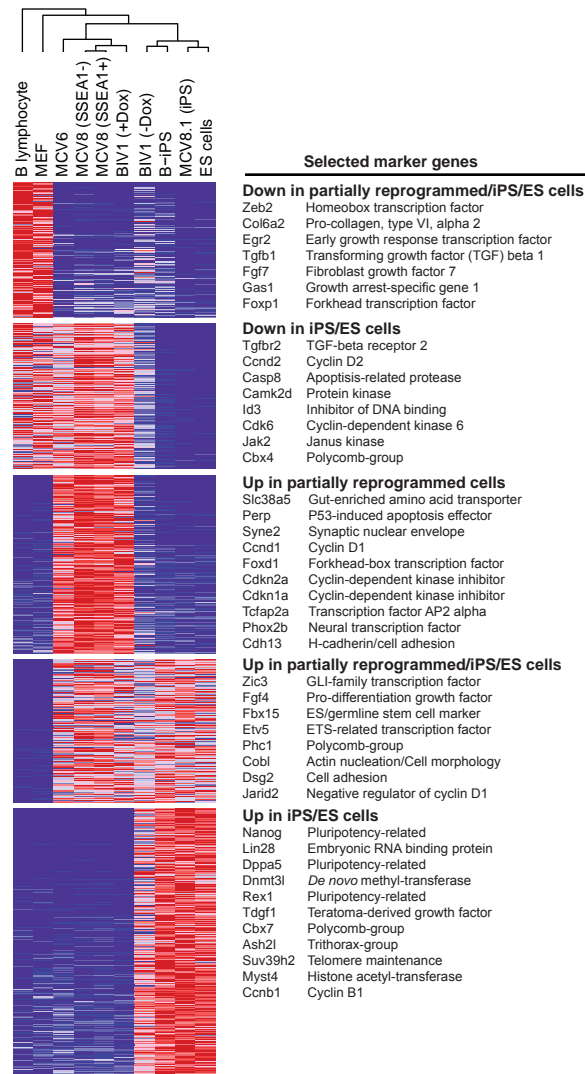 B lymphocyte
MEF
MCV6
MCV8 (SSEA1-)
MCV8 (SSEA1+)
BIV1 (+Dox)
BIV1 (-Dox)
B-iPS
MCV8.1 (iPS)
ES cells
Selected marker genes
Down in partially reprogrammed/iPS/ES cells
Zeb2 Homeobox transcription factor
Col6a2 Pro-collagen, type VI, alpha 2
Egr2 Early growth response transcription factor
Tgfb1 Transforming growth factor (TGF) beta 1
Fgf7 Fibroblast growth factor 7
Gas1 Growth arrest-specific gene 1
Foxp1 Forkhead transcription factor
Down in iPS/ES cells
Tgfbr2 TGF-beta receptor 2
Ccnd2 Cyclin D2
Casp8 Apoptisis-related protease
Camk2d Protein kinase
Id3 Inhibitor of DNA binding
Cdk6 Cyclin-dependent kinase 6
Jak2 Janus kinase
Cbx4 Polycomb-group
Up in partially reprogrammed cells
Slc38a5 Gut-enriched amino acid transporter
Perp P53-induced apoptosis effector
Syne2 Synaptic nuclear envelope
Ccnd1 Cyclin D1
Foxd1 Forkhead-box transcription factor
Cdkn2a Cyclin-dependent kinase inhibitor
Cdkn1a Cyclin-dependent kinase inhibitor
Tcfap2a Transcription factor AP2 alpha
Phox2b Neural transcription factor
Cdh13 H-cadherin/cell adhesion
Up in partially reprogrammed/iPS/ES cells
Zic3 GLI-family transcription factor
Fgf4 Pro-differentiation growth factor
Fbx15 ES/germline stem cell marker
Etv5 ETS-related transcription factor
Phc1 Polycomb-group
Cobl Actin nucleation/Cell morphology
Dsg2 Cell adhesion
Jarid2 Negative regulator of cyclin D1
Up in iPS/ES cells
Nanog Pluripotency-related
Lin28 Embryonic RNA binding protein
Dppa5 Pluripotency-related
Dnmt3l De novo methyl-transferase
Rex1 Pluripotency-related
Tdgf1 Teratoma-derived growth factor
Cbx7 Polycomb-group
Ash2l Trithorax-group
Suv39h2 Telomere maintenance
Myst4 Histone acetyl-transferase
Ccnb1 Cyclin B1